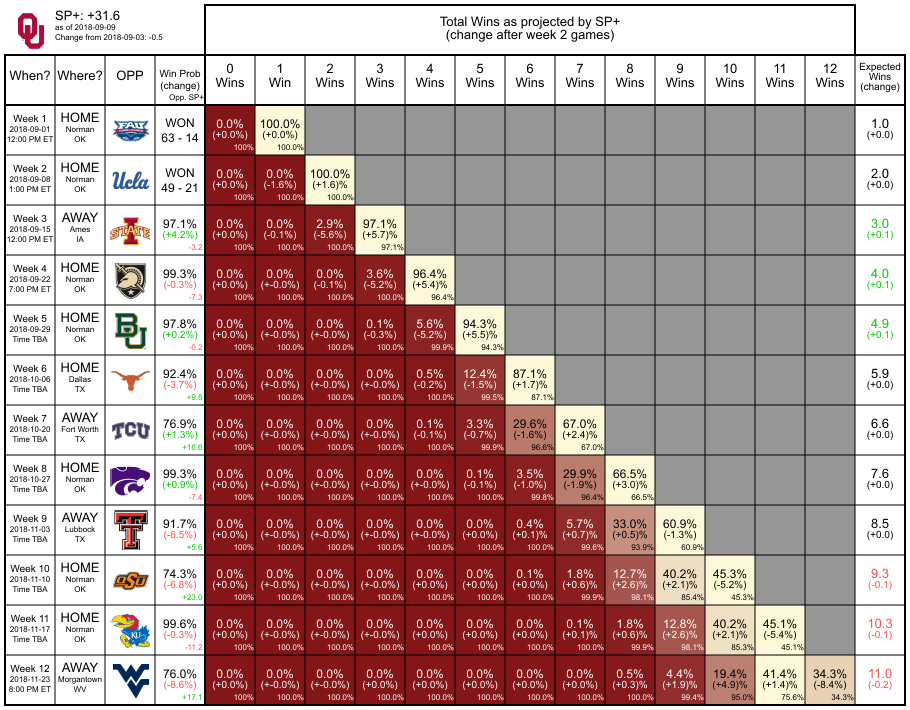 SP+: +31.6
as of 2018-09-09
Change from 2018-09-03: -0.5
Total Wins as projected by SP+
(change after week 2 games)
When? Where? OPP Win Prob (change) Opp. SP+ 0 Wins 1 Win 2 Wins 3 Wins 4 Wins 5 Wins 6 Wins 7 Wins 8 Wins 9 Wins 10 Wins 11 Wins 12 Wins Expected Wins (change)
Week 1 HOME FAU WON 0.0% 100.0% 1.0
2018-09-01 Norman 63 - 14 (+0.0%) (+0.0%) (+0.0)
12:00 PM ET OK 100% 100.0%
Week 2 HOME Ucla WON 0.0% 0.0% 100.0% 2.0
2018-09-08 Norman 49 - 21 (+0.0%) (-1.6%) (+1.6)% (+0.0)
1:00 PM ET OK 100% 100.0% 100.0%
Week 3 AWAY STATE 97.1% 0.0% 0.0% 2.9% 97.1% 3.0
2018-09-15 Ames (+4.2%) (+0.0%) (-0.1%) (-5.6%) (+5.7)% (+0.1)
12:00 PM ET IA -3.2 100% 100.0% 100.0% 97.1%
Week 4 HOME 99.3% 0.0% 0.0% 0.0% 3.6% 96.4% 4.0
2018-09-22 Norman (-0.3%) (+0.0%) (+-0.0%) (-0.1%) (-5.2%) (+5.4)% (+0.1)
7:00 PM ET OK -7.3 100% 100.0% 100.0% 100.0% 96.4%
Week 5 HOME BU 97.8% 0.0% 0.0% 0.0% 0.1% 5.6% 94.3% 4.9
2018-09-29 Norman (+0.2%) (+0.0%) (+-0.0%) (+-0.0%) (-0.3%) (-5.2%) (+5.5)% (+0.1)
Time TBA OK -0.2 100% 100.0% 100.0% 100.0% 99.9% 94.3%
Week 6 HOME 92.4% 0.0% 0.0% 0.0% 0.0% 0.5% 12.4% 87.1% 5.9
2018-10-06 Dallas (-3.7%) (+0.0%) (+-0.0%) (+-0.0%) (+-0.0%) (-0.2%) (-1.5%) (+1.7)% (+0.0)
Time TBA TX +9.8 100% 100.0% 100.0% 100.0% 100.0% 99.5% 87.1%
Week 7 AWAY TCU 76.9% 0.0% 0.0% 0.0% 0.0% 0.1% 3.3% 29.6% 67.0% 6.6
2018-10-20 Fort Worth (+1.3%) (+0.0%) (+-0.0%) (+-0.0%) (+-0.0%) (-0.1%) (-0.7%) (-1.6%) (+2.4)% (+0.0)
Time TBA TX +16.6 100% 100.0% 100.0% 100.0% 100.0% 99.9% 96.6% 67.0%
Week 8 HOME 99.3% 0.0% 0.0% 0.0% 0.0% 0.0% 0.1% 3.5% 29.9% 66.5% 7.6
2018-10-27 Norman (+0.9%) (+0.0%) (+-0.0%) (+-0.0%) (+-0.0%) (+-0.0%) (-0.1%) (-1.0%) (-1.9%) (+3.0)% (+0.0)
Time TBA OK -7.4 100% 100.0% 100.0% 100.0% 100.0% 100.0% 99.8% 96.4% 66.5%
Week 9 AWAY T 91.7% 0.0% 0.0% 0.0% 0.0% 0.0% 0.0% 0.4% 5.7% 33.0% 60.9% 8.5
2018-11-03 Lubbock (-6.5%) (+0.0%) (+-0.0%) (+-0.0%) (+-0.0%) (+-0.0%) (+-0.0%) (+0.1%) (+0.7%) (+0.5)% (-1.3%) (+0.0)
Time TBA TX +5.6 100% 100.0% 100.0% 100.0% 100.0% 100.0% 100.0% 99.6% 93.9% 60.9%
Week 10 HOME OSU 74.3% 0.0% 0.0% 0.0% 0.0% 0.0% 0.0% 0.1% 1.8% 12.7% 40.2% 45.3% 9.3
2018-11-10 Norman (-6.8%) (+0.0%) (+-0.0%) (+-0.0%) (+-0.0%) (+-0.0%) (+-0.0%) (+-0.0%) (+0.6)% (+2.6)% (+2.1)% (-5.2%) (-0.1)
Time TBA OK +23.0 100% 100.0% 100.0% 100.0% 100.0% 100.0% 100.0% 99.9% 98.1% 85.4% 45.3%
Week 11 HOME KU 99.6% 0.0% 0.0% 0.0% 0.0% 0.0% 0.0% 0.0% 0.1% 1.8% 12.8% 40.2% 45.1% 10.3
2018-11-17 Norman (-0.3%) (+0.0%) (+-0.0%) (+-0.0%) (+-0.0%) (+-0.0%) (+-0.0%) (+-0.0%) (+0.1)% (+0.6)% (+2.6)% (+2.1)% (-5.4%) (-0.1)
Time TBA OK -11.2 100% 100.0% 100.0% 100.0% 100.0% 100.0% 100.0% 100.0% 99.9% 98.1% 85.3% 45.1%
Week 12 AWAY WV 76.0% 0.0% 0.0% 0.0% 0.0% 0.0% 0.0% 0.0% 0.0% 0.5% 4.4% 19.4% 41.4% 34.3% 11.0
2018-11-23 Morgantown (-8.6%) (+0.0%) (+-0.0%) (+-0.0%) (+0.0%) (+-0.0%) (+-0.0%) (+-0.0%) (+-0.0%) (+0.3)% (+1.9)% (+4.9)% (+1.4)% (-8.4%) (-0.2)
8:00 PM ET WV +17.1 100% 100.0% 100.0% 100.0% 100.0% 100.0% 100.0% 100.0% 100.0% 99.4% 95.0% 75.6% 34.3%